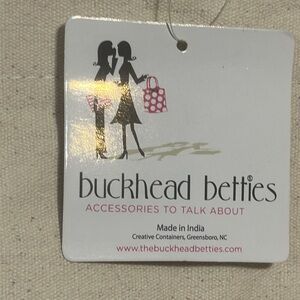 buckhead betties®
ACCESSORIES TO TALK ABOUT
Made in India
Creative Containers, Greensboro, NC
www.thebuckheadbetties.com